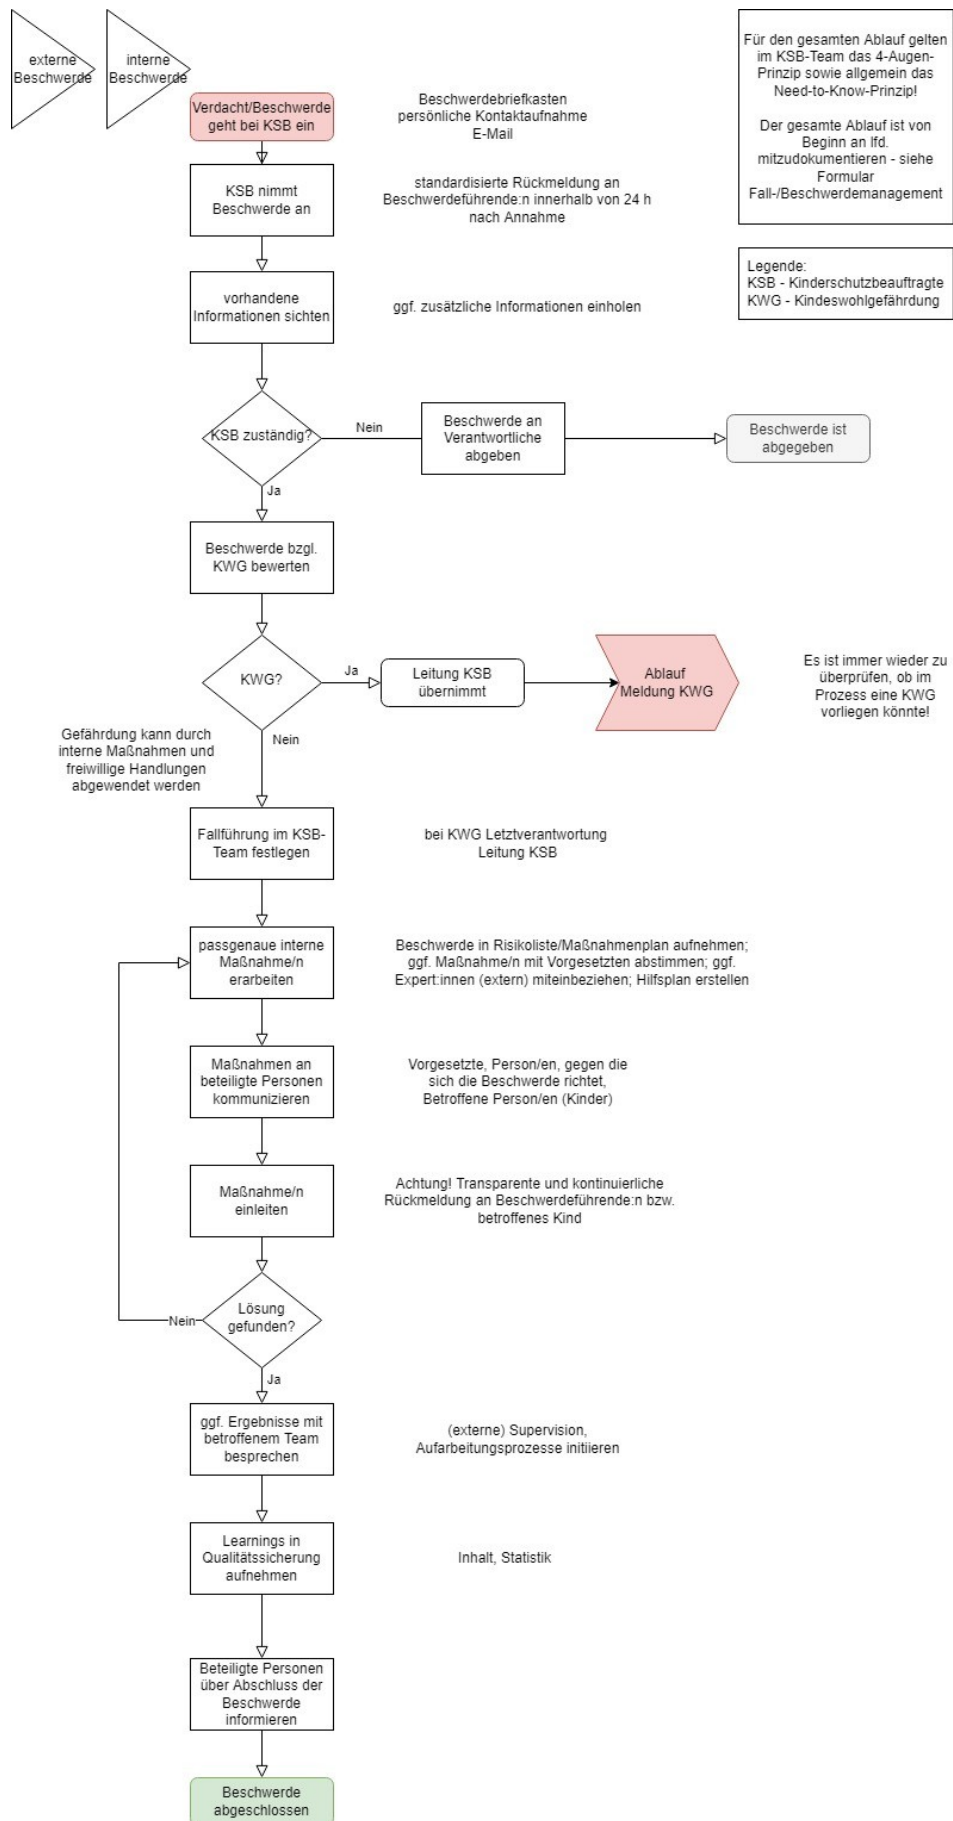 externe
Beschwerde
interne
Beschwerde
Für den gesamten Ablauf gelten
im KSB-Team das 4-Augen-
Prinzip sowie allgemein das
Need-to-Know-Prinzip!
Der gesamte Ablauf ist von
Beginn an lfd.
mitzudokumentieren - siehe
Formular
Fall-/Beschwerdemanagement
Verdacht/Beschwerde
geht bei KSB ein
Beschwerdebriefkasten
persönliche Kontaktaufnahme
E-Mail
KSB nimmt
Beschwerde an
standardisierte Rückmeldung an
Beschwerdeführende:n innerhalb von 24 h
nach Annahme
Legende:
KSB - Kinderschutzbeauftragte
KWG - Kindeswohlgefährdung
vorhandene
Informationen sichten
ggf. zusätzliche Informationen einholen
KSB zuständig?
Nein
Beschwerde an
Verantwortliche
abgeben
Beschwerde ist
abgegeben
Ja
Beschwerde bzgl.
KWG bewerten
KWG?
Ja
Leitung KSB
übernimmt
Ablauf
Meldung KWG
Es ist immer wieder zu
überprüfen, ob im
Prozess eine KWG
vorliegen könnte!
Nein
Gefährdung kann durch
interne Maßnahmen und
freiwillige Handlungen
abgewendet werden
Fallführung im KSB-
Team festlegen
bei KWG Letztverantwortung
Leitung KSB
passgenaue interne
Maßnahme/n
erarbeiten
Beschwerde in Risikoliste/Maßnahmenplan aufnehmen;
ggf. Maßnahme/n mit Vorgesetzten abstimmen; ggf.
Expert:innen (extern) miteinbeziehen; Hilfsplan erstellen
Maßnahmen an
beteiligte Personen
kommunizieren
Vorgesetzte, Person/en, gegen die
sich die Beschwerde richtet,
Betroffene Person/en (Kinder)
Maßnahme/n
einleiten
Achtung! Transparente und kontinuierliche
Rückmeldung an Beschwerdeführende:n bzw.
betroffenes Kind
Lösung
gefunden?
Nein
Ja
ggf. Ergebnisse mit
betroffenem Team
besprechen
(externe) Supervision,
Aufarbeitungsprozesse initiieren
Learnings in
Qualitätssicherung
aufnehmen
Inhalt, Statistik
Beteiligte Personen
über Abschluss der
Beschwerde
informieren
Beschwerde
abgeschlossen